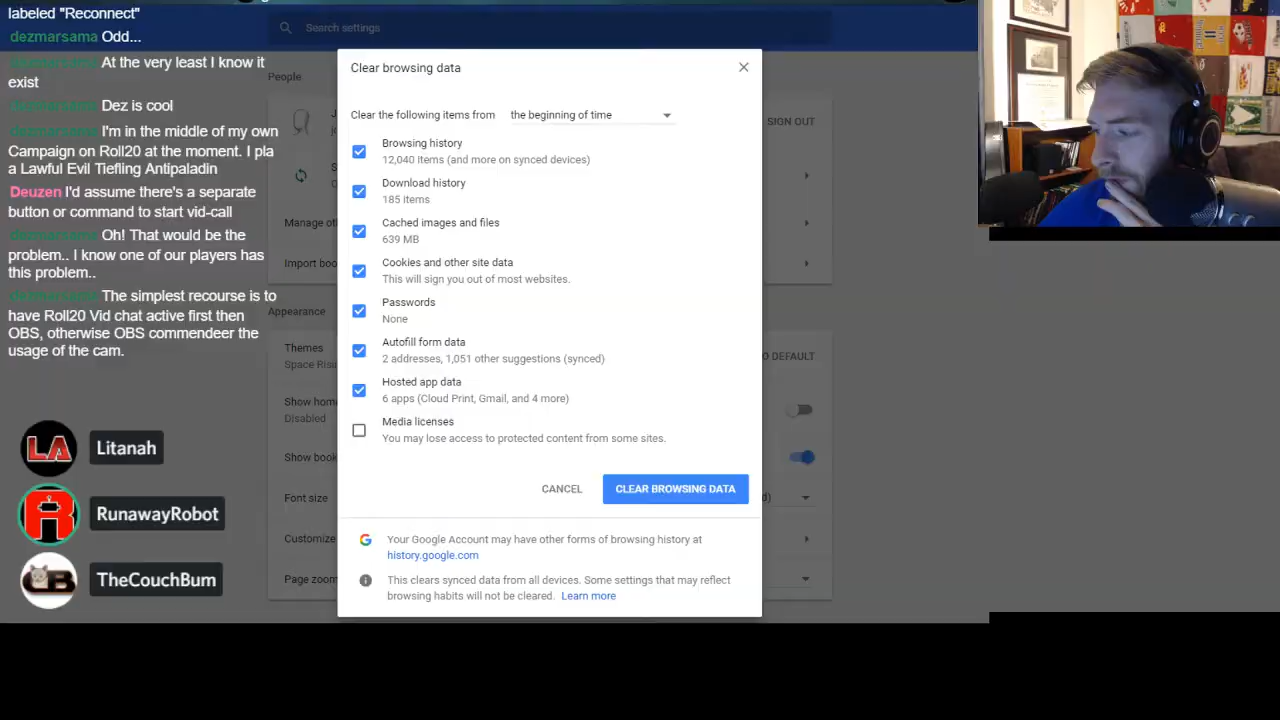 labeled "Reconnect"
dezmarsama Odd...
dezmarsama At the very least I know it
exist
dezmarsama Dez is cool
dezmarsama I'm in the middle of my own
Campaign on Roll20 at the moment. I pla
a Lawful Evil Tiefling Antipaladin
Deuzen I'd assume there's a separate
button or command to start vid-call
dezmarsama Oh! That would be the
problem.. I know one of our players has
this problem..
dezmarsama The simplest recourse is to
have Roll20 Vid chat active first then
OBS, otherwise OBS commendeer the
usage of the cam.
LA Litanah
R RunawayRobot
CB TheCouchBum
Search settings
People
SIGN OUT
Manage ot
Import boo
Appearance
Themes
Space Ris
O DEFAULT
Show hom
Disabled
Show book
Font size
d)
Customize
Page zoom
Clear browsing data
Clear the following items from the beginning of time
Browsing history
12,040 items (and more on synced devices)
Download history
185 items
Cached images and files
639 MB
Cookies and other site data
This will sign you out of most websites.
Passwords
None
Autofill form data
2 addresses, 1,051 other suggestions (synced)
Hosted app data
6 apps (Cloud Print, Gmail, and 4 more)
Media licenses
You may lose access to protected content from some sites.
CANCEL
CLEAR BROWSING DATA
Your Google Account may have other forms of browsing history at
history.google.com
This clears synced data from all devices. Some settings that may reflect
browsing habits will not be cleared. Learn more